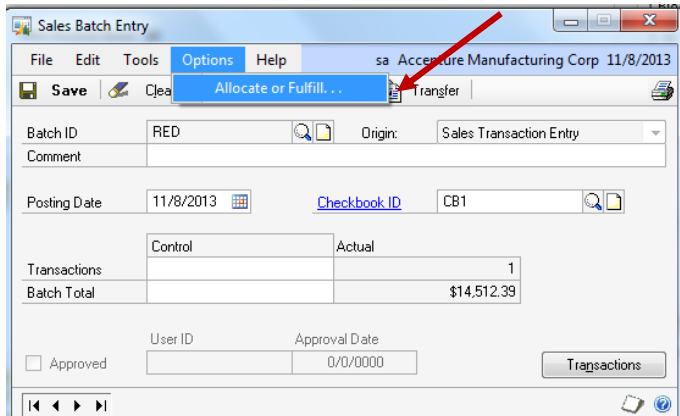 Sales Batch Entry
File Edit Tools Options Help sa Accenture Manufacturing Corp 11/8/2013
Save Clea Allocate or Fulfill. . . Transfer
Batch ID RED Origin: Sales Transaction Entry
Comment
Posting Date 11/8/2013 Checkbook ID CB1
Control Actual
Transactions 1
Batch Total $14,512.39
User ID Approval Date
Approved 0/0/0000 Transactions